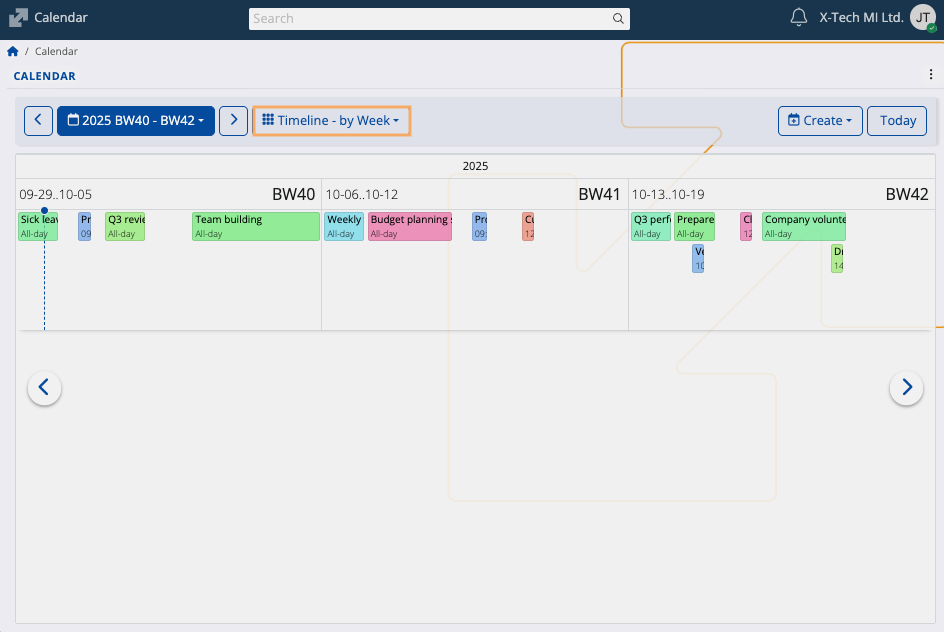 Calendar
Search
X-Tech MI Ltd.
JT
/ Calendar
CALENDAR
2025 BW40 - BW42
Timeline - by Week
Create
Today
2025
09-29..10-05 BW40
10-06..10-12 BW41
10-13..10-19 BW42
Sick leav
All-day
Pr
09
Q3 revie
All-day
Team building
All-day
Weekly
All-day
Budget planning s
All-day
Pro
09:
Cu
12
Q3 perf
All-day
Prepare
All-day
Cl
12
Company volunte
All-day
Ve
10
Dr
14